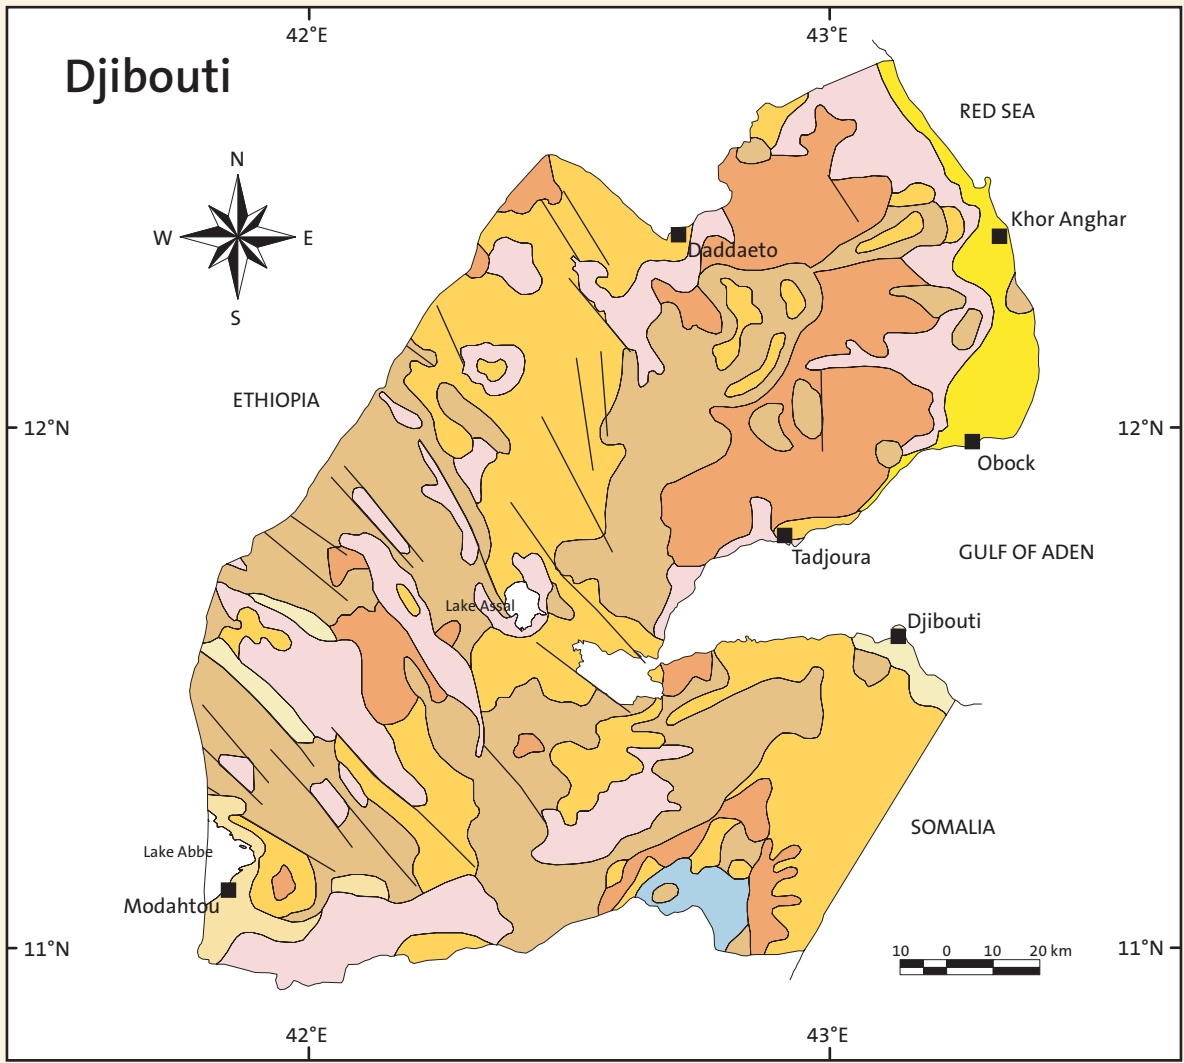 42°E
43°E
Djibouti
RED SEA
N
W
E
S
Khor Anghar
Daddaeto
ETHIOPIA
12°N
12°N
Obock
Tadjoura
GULF OF ADEN
Lake Assal
Djibouti
SOMALIA
Lake Abbe
Modahtou
11°N
10 0 10 20 km
11°N
42°E
43°E